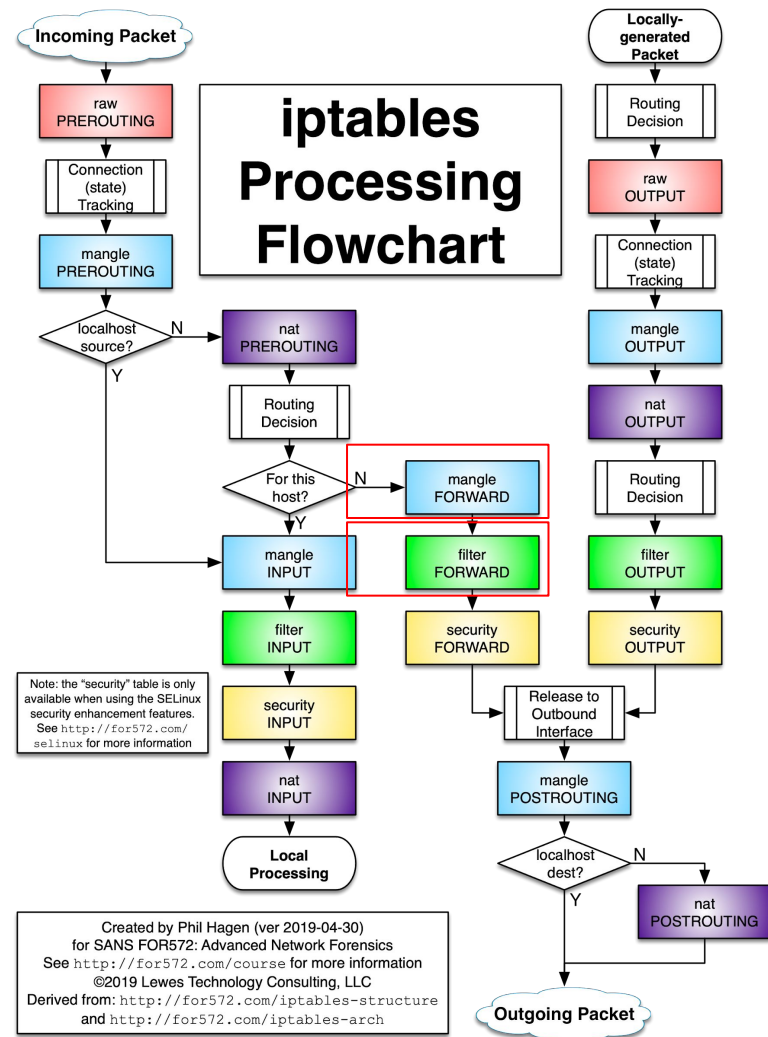 Incoming Packet
raw
PREROUTING
Connection
(state)
Tracking
mangle
PREROUTING
localhost
source?
N
Y
iptables
Processing
Flowchart
nat
PREROUTING
Routing
Decision
For this
host?
N
Y
mangle
INPUT
filter
INPUT
security
INPUT
nat
INPUT
Local
Processing
mangle
FORWARD
filter
FORWARD
security
FORWARD
Locally-
generated
Packet
Routing
Decision
raw
OUTPUT
Connection
(state)
Tracking
mangle
OUTPUT
nat
OUTPUT
Routing
Decision
filter
OUTPUT
security
OUTPUT
Release to
Outbound
Interface
mangle
POSTROUTING
localhost
dest?
N
Y
nat
POSTROUTING
Outgoing Packet
Note: the “security” table is only
available when using the SELinux
security enhancement features.
See http://for572.com/
selinux for more information
Created by Phil Hagen (ver 2019-04-30)
for SANS FOR572: Advanced Network Forensics
See http://for572.com/course for more information
©2019 Lewes Technology Consulting, LLC
Derived from: http://for572.com/iptables-structure
and http://for572.com/iptables-arch